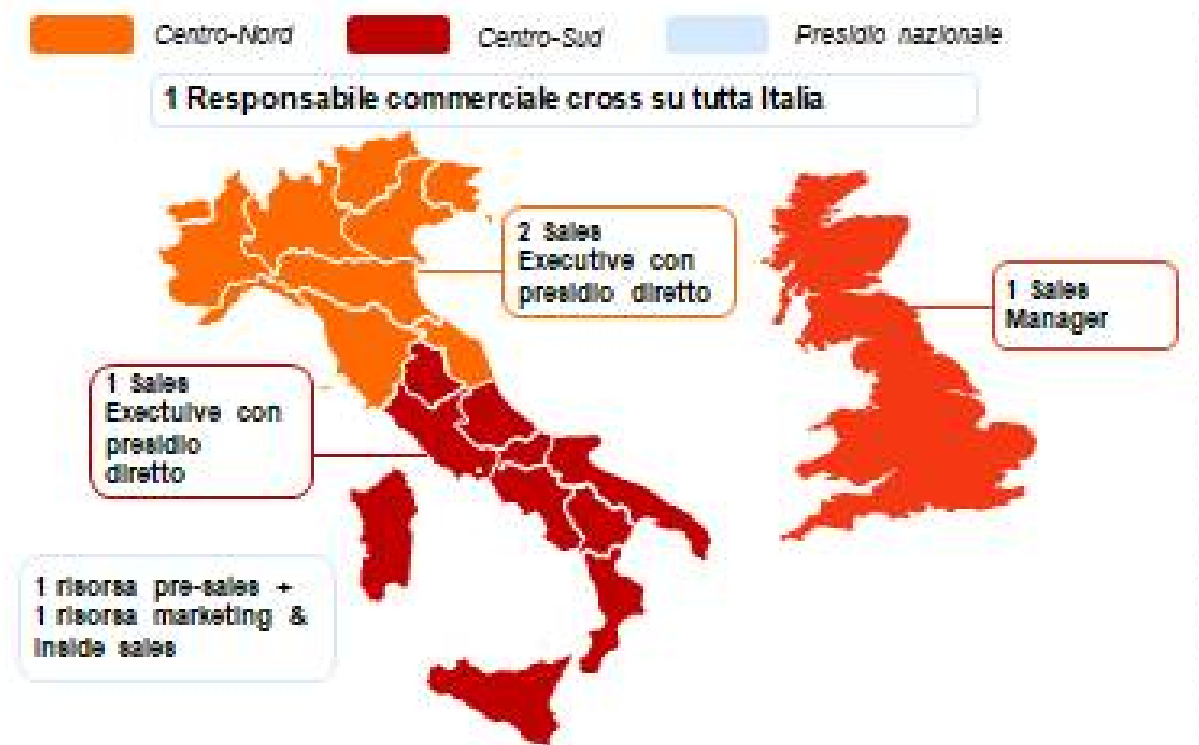 Centro-Nord
Centro-Sud
Presidio nazionale
1 Responsabile commerciale cross su tutta Italia
2 Sales
Executive con
presidio diretto
1 Sales
Manager
1 Sales
Exectuive con
presidio
diretto
1 risorsa pre-sales +
1 risorsa marketing &
inside sales